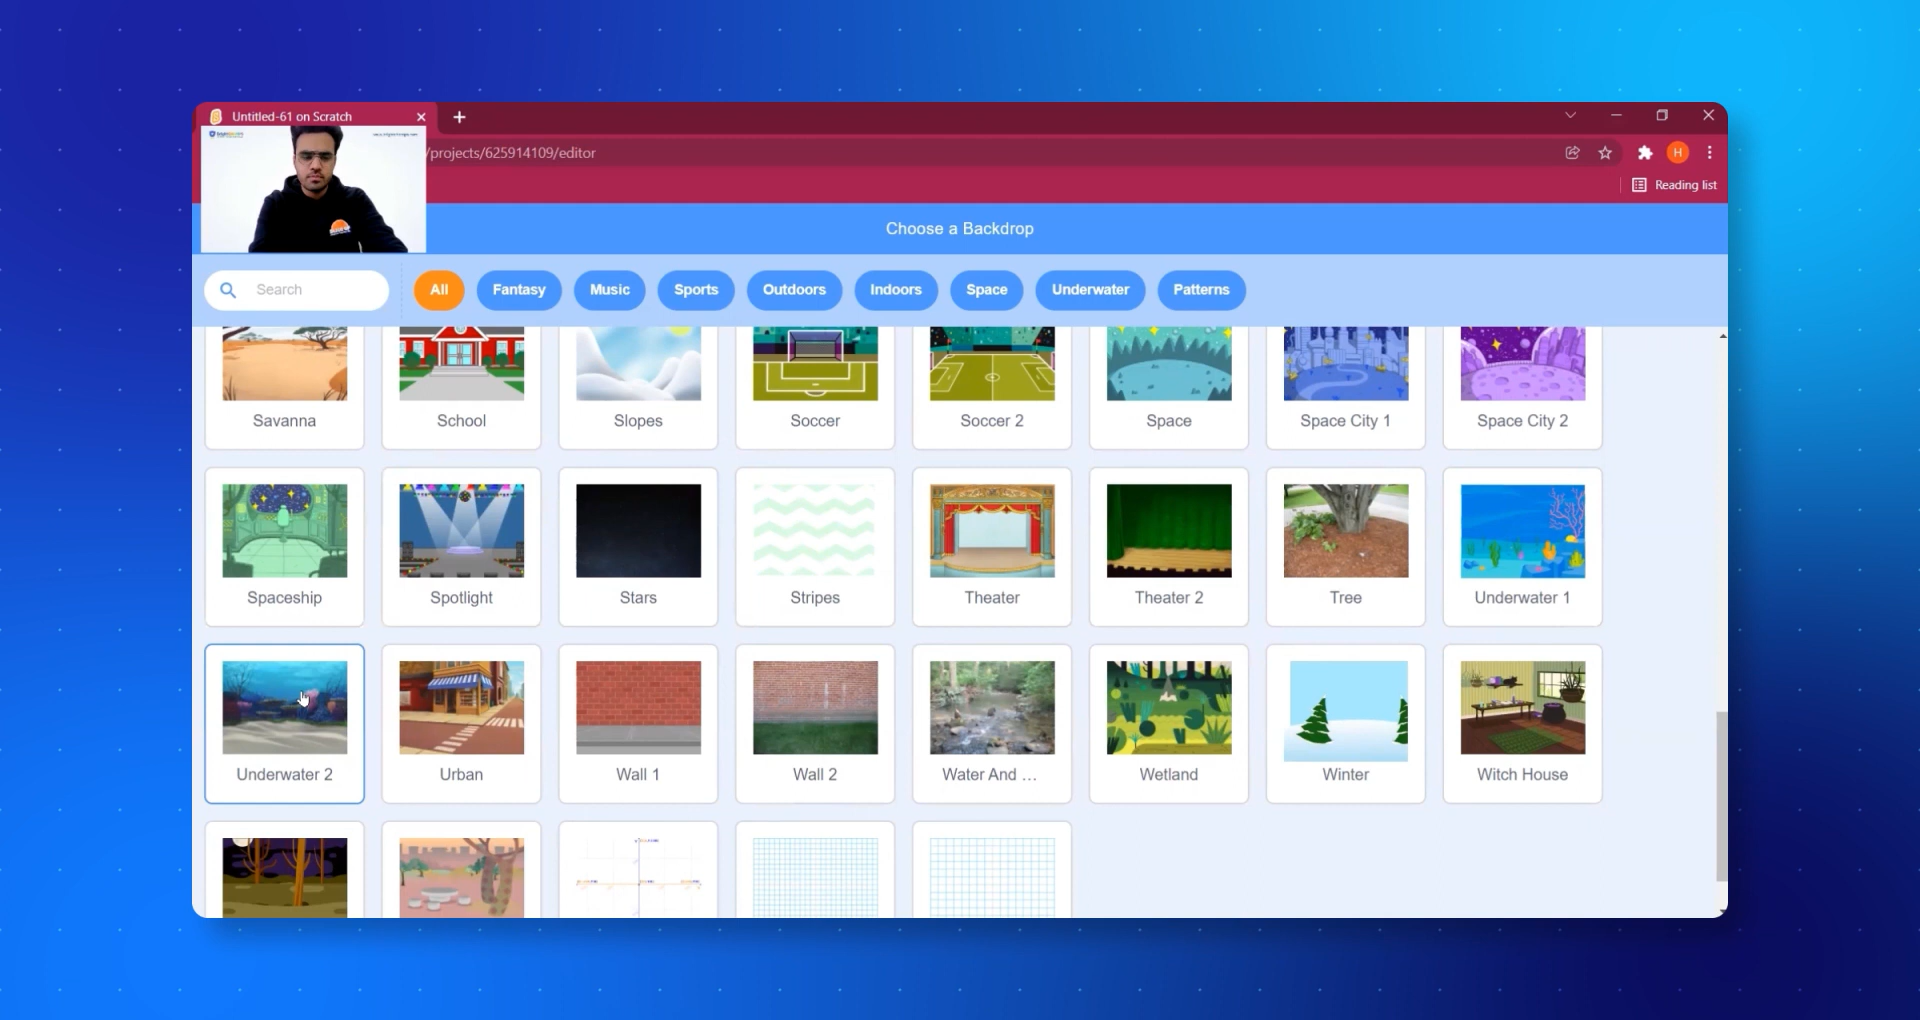 Untitled-61 on Scratch
/projects/625914109/editor
H
Reading list
Choose a Backdrop
Search
All
Fantasy
Music
Sports
Outdoors
Indoors
Space
Underwater
Patterns
Savanna
School
Slopes
Soccer
Soccer 2
Space
Space City 1
Space City 2
Spaceship
Spotlight
Stars
Stripes
Theater
Theater 2
Tree
Underwater 1
Underwater 2
Urban
Wall 1
Wall 2
Water And ...
Wetland
Winter
Witch House